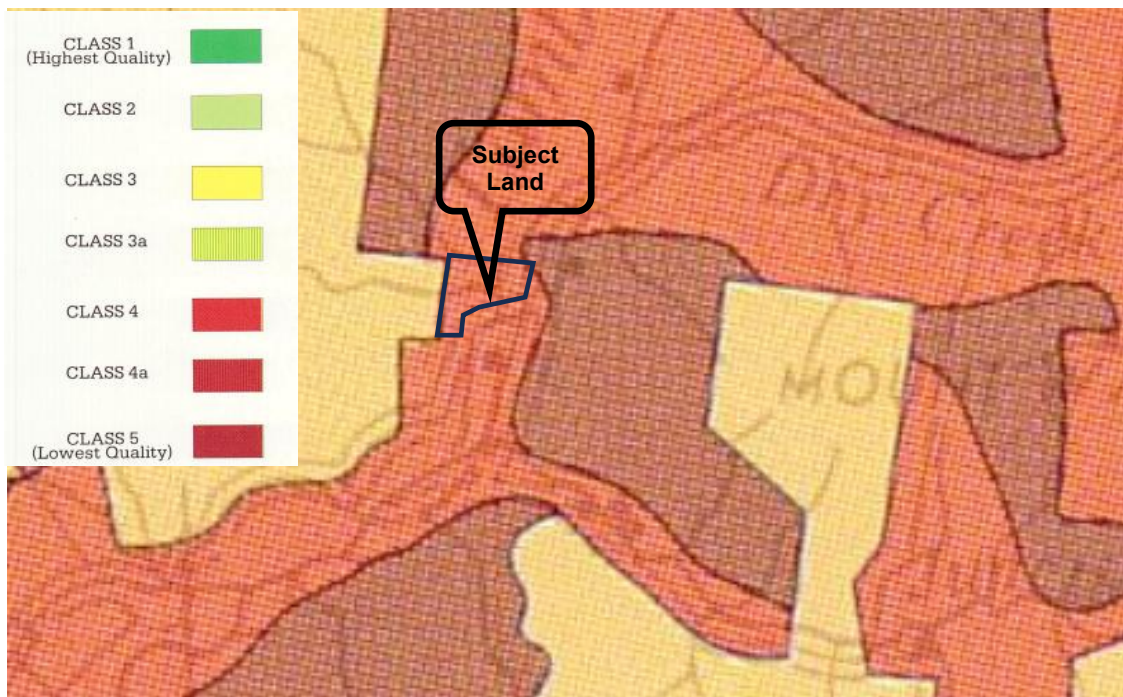 CLASS 1
(Highest Quality)
CLASS 2
CLASS 3
CLASS 3a
CLASS 4
CLASS 4a
CLASS 5
(Lowest Quality)
Subject
Land